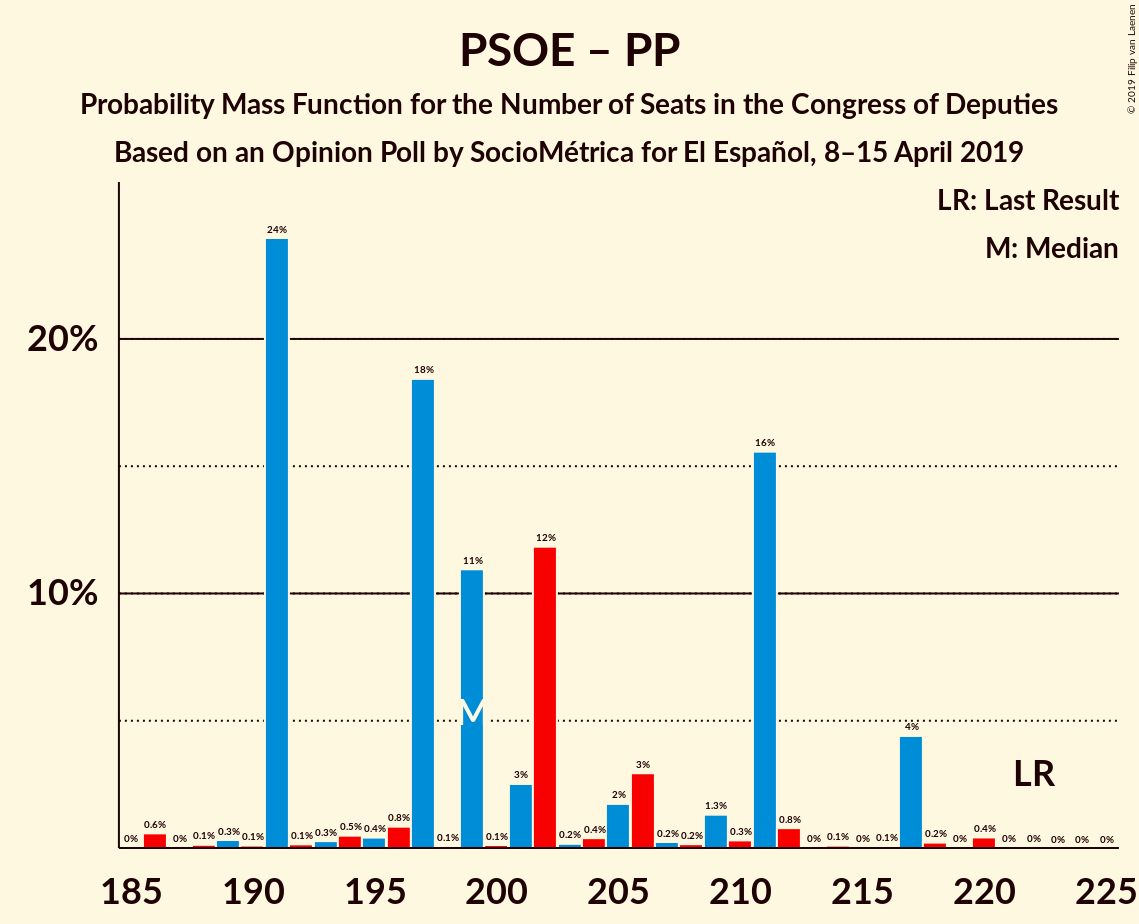 PSOE – PP
Probability Mass Function for the Number of Seats in the Congress of Deputies
Based on an Opinion Poll by SocioMétrica for El Español, 8–15 April 2019
© 2019 Filip van Laenen
LR: Last Result
M: Median
20%
10%
0% 0.6% 0% 0.1% 0.3% 0.1% 24% 0.1% 0.3% 0.5% 0.4% 0.8% 18% 0.1% 11% 0.1% 3% 12% 0.2% 0.4% 2% 3% 0.2% 0.2% 1.3% 0.3% 16% 0.8% 0% 0.1% 0% 0.1% 4% 0.2% 0% 0.4% 0% 0% 0% 0% 0%
M
LR
185 190 195 200 205 210 215 220 225